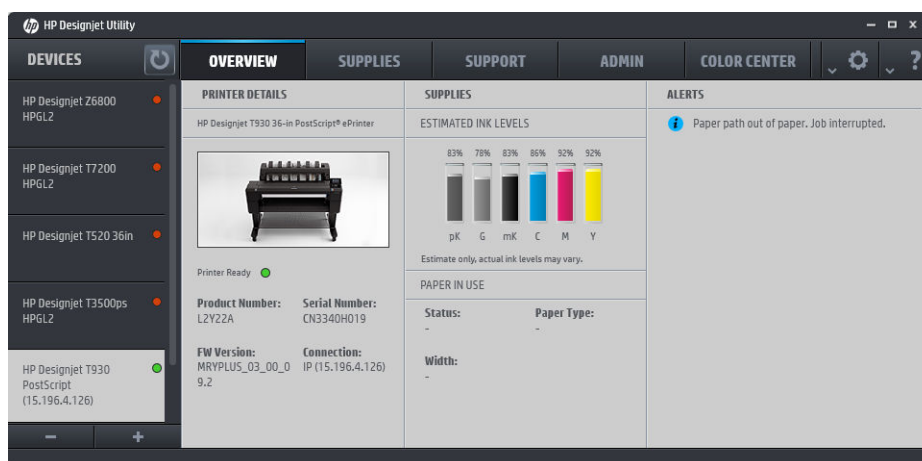 hp HP Designjet Utility
DEVICES
OVERVIEW
SUPPLIES
SUPPORT
ADMIN
COLOR CENTER
?
HP Designjet Z6800
HPGL2
HP Designjet T7200
HPGL2
HP Designjet T520 36in
HP Designjet T3500ps
HPGL2
HP Designjet T930
PostScript
(15.196.4.126)
PRINTER DETAILS
HP Designjet T930 36-in PostScript® ePrinter
Printer Ready
Product Number:
L2Y22A
Serial Number:
CN3340H019
FW Version:
MRYPLUS_03_00_0
9.2
Connection:
IP (15.196.4.126)
SUPPLIES
ESTIMATED INK LEVELS
83% 78% 83% 86% 92% 92%
pK G mK C M Y
Estimate only, actual ink levels may vary.
PAPER IN USE
Status:
-
Paper Type:
-
Width:
-
ALERTS
i Paper path out of paper. Job interrupted.